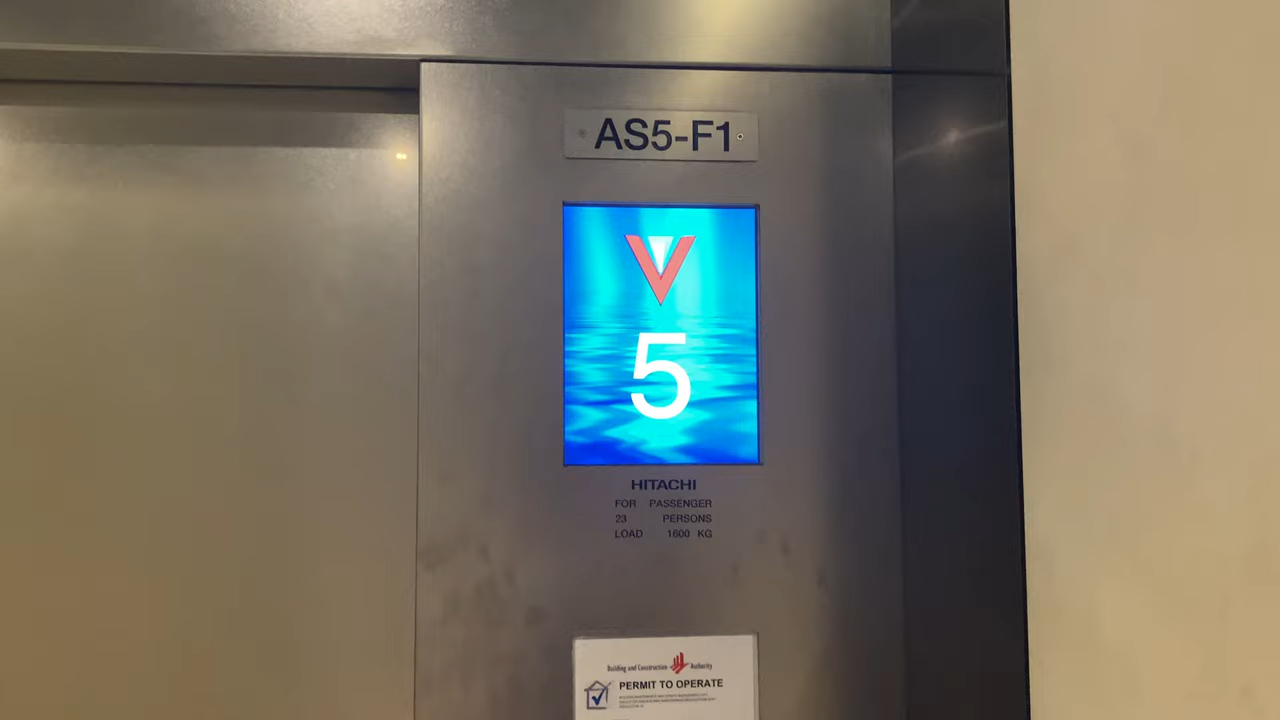 AS5-F1
5
HITACHI
FOR PASSENGER
23 PERSONS
LOAD 1600 KG
Building and Construction Authority
PERMIT TO OPERATE